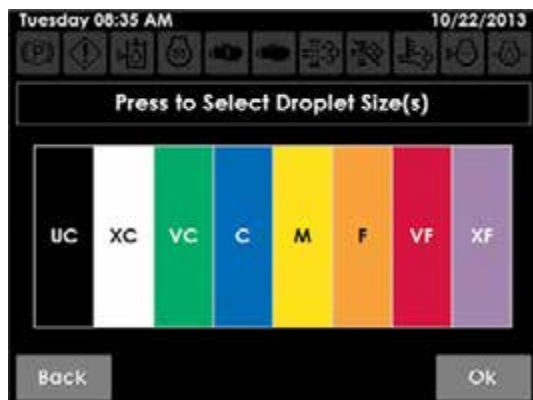 Tuesday 08:35 AM 10/22/2013
Press to Select Droplet Size(s)
UC XC VC C M F VF XF
Back Ok